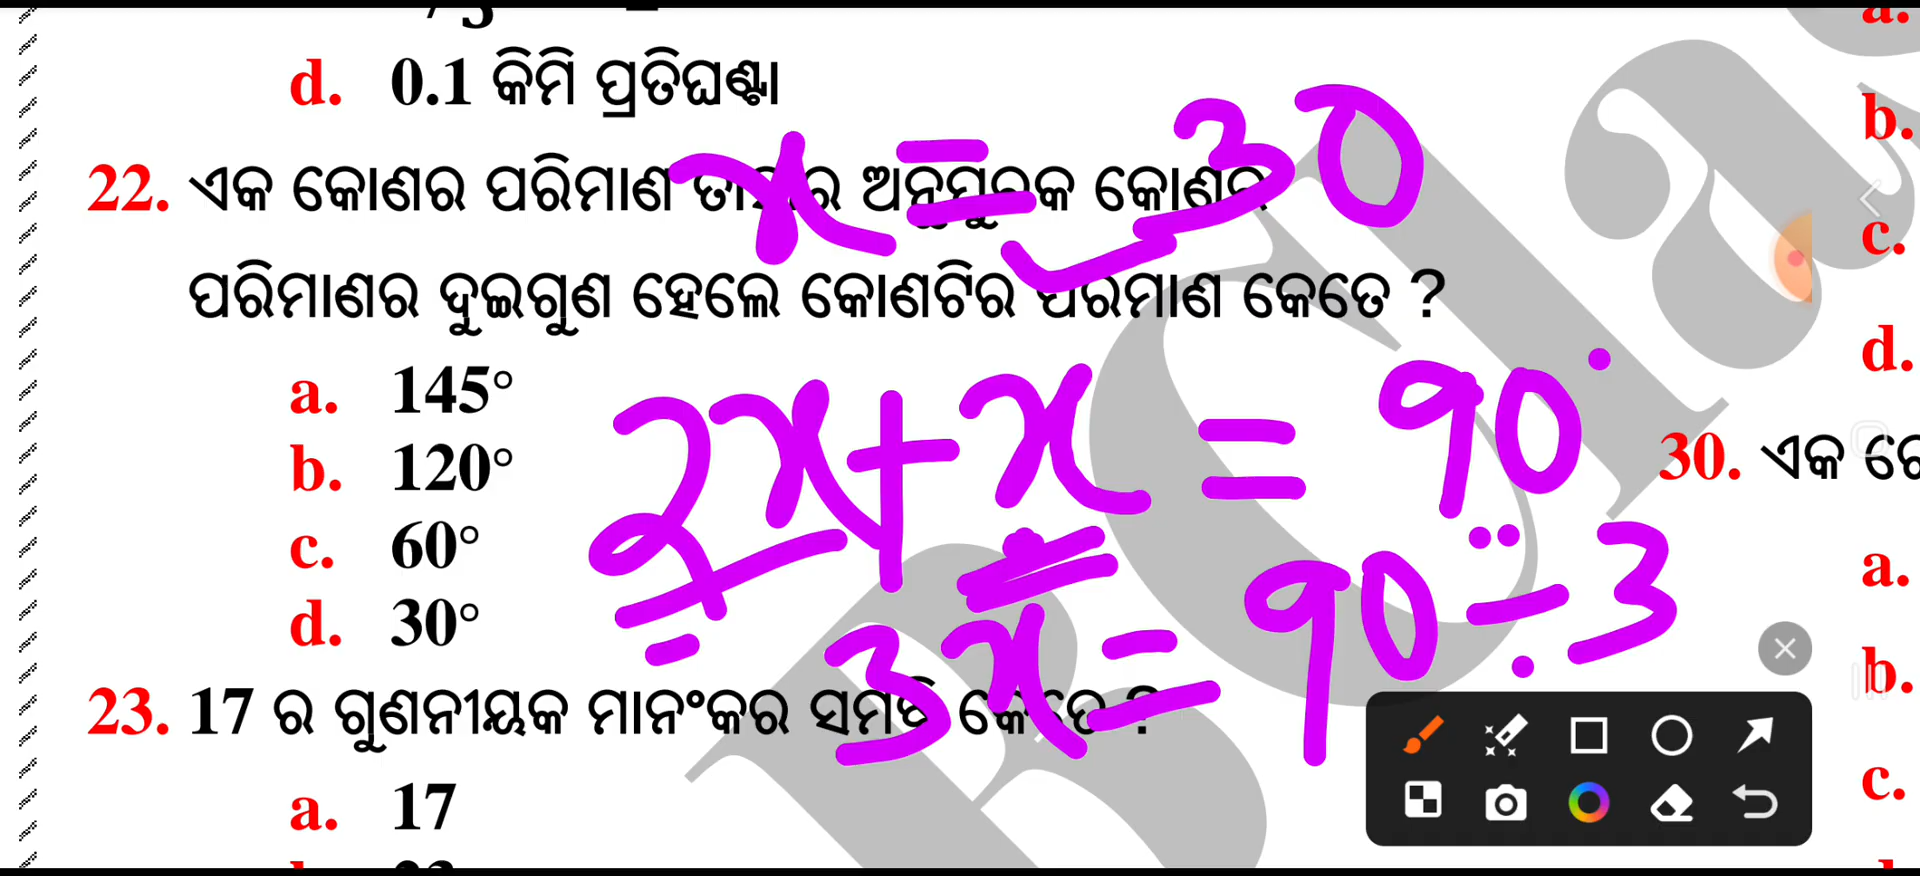 d. 0.1 କିମି ପ୍ରତିଘଣ୍ଟା
22. ଏକ କୋଣର ପରିମାଣ ତାହାର ଅନୁପୁରକ କୋଣର
ପରିମାଣର ଦୁଇଗୁଣ ହେଲେ କୋଣଟିର ପରିମାଣ କେତେ ?
x = 30
a. 145°
b. 120°
c. 60°
d. 30°
2x + x = 90°
3x = 90 ÷ 3
23. 17 ର ଗୁଣନୀୟକ ମାନଂକର ସମଷ୍ଟି କେତେ ?
a. 17
a.
b.
c.
d.
30. ଏକ
a.
b.
c.